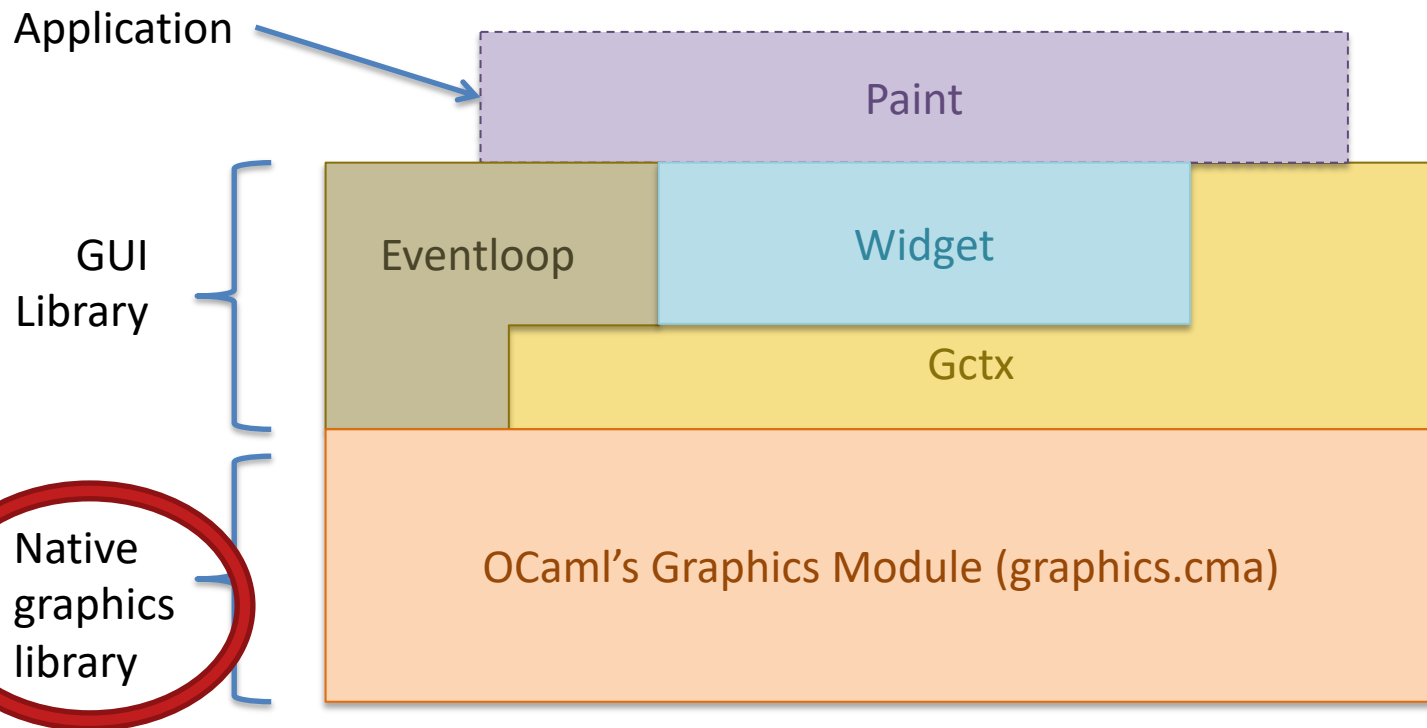 Application
Paint
GUI
Library
Eventloop
Widget
Gctx
Native
graphics
library
OCaml’s Graphics Module (graphics.cma)